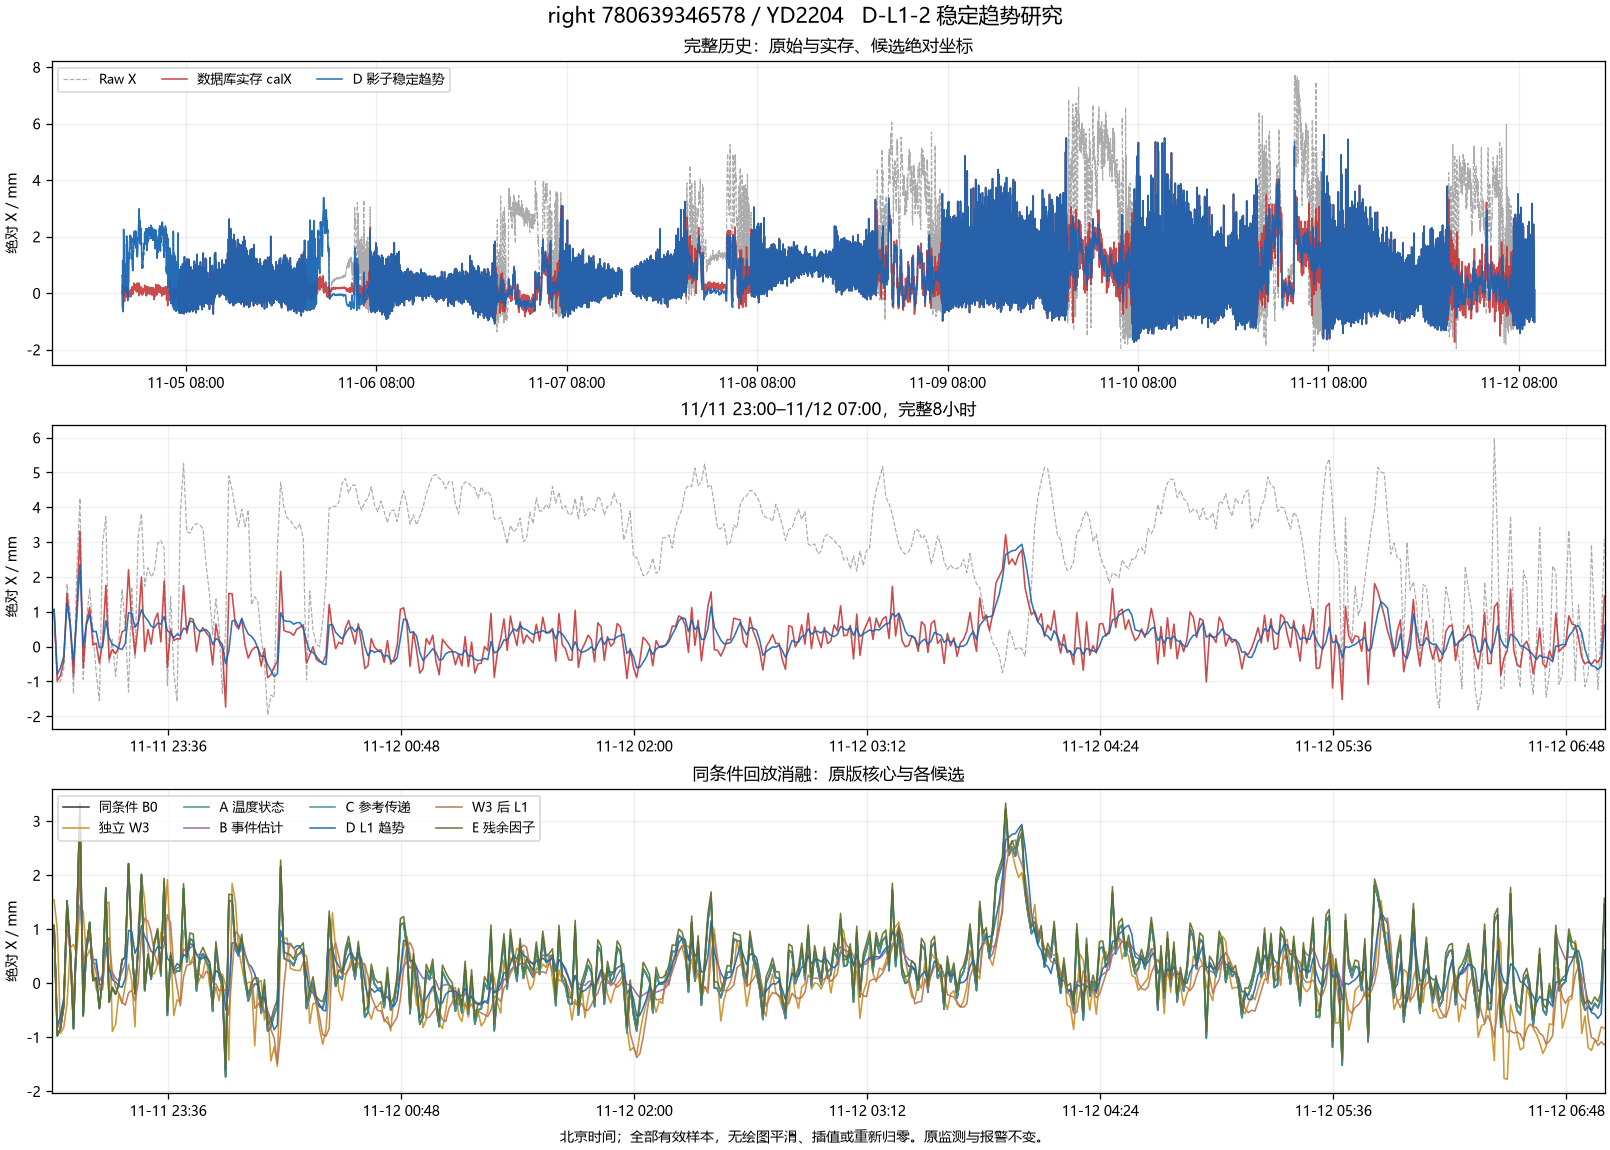 right 780639346578 / YD2204   D-L1-2 稳定趋势研究
完整历史：原始与实存、候选绝对坐标
Raw X
数据库实存 calX
D 影子稳定趋势
绝对 X / mm
8
6
4
2
0
-2
11-05 08:00
11-06 08:00
11-07 08:00
11-08 08:00
11-09 08:00
11-10 08:00
11-11 08:00
11-12 08:00
11/11 23:00–11/12 07:00，完整8小时
绝对 X / mm
6
5
4
3
2
1
0
-1
-2
11-11 23:36
11-12 00:48
11-12 02:00
11-12 03:12
11-12 04:24
11-12 05:36
11-12 06:48
同条件回放消融：原版核心与各候选
同条件 B0
A 温度状态
C 参考传递
W3 后 L1
独立 W3
B 事件估计
D L1 趋势
E 残余因子
绝对 X / mm
3
2
1
0
-1
-2
11-11 23:36
11-12 00:48
11-12 02:00
11-12 03:12
11-12 04:24
11-12 05:36
11-12 06:48
北京时间；全部有效样本，无绘图平滑、插值或重新归零。原监测与报警不变。